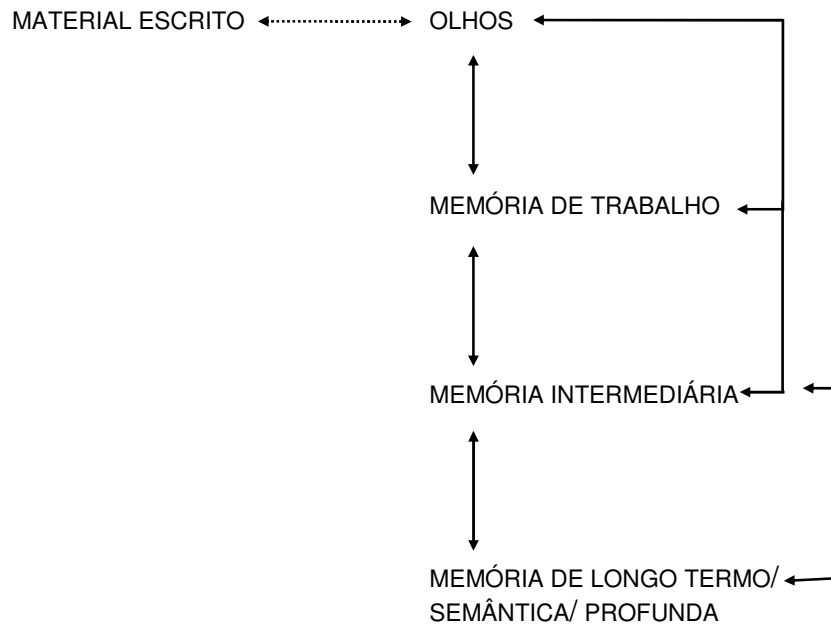 MATERIAL ESCRITO
OLHOS
MEMÓRIA DE TRABALHO
MEMÓRIA INTERMEDIÁRIA
MEMÓRIA DE LONGO TERMO/
SEMÂNTICA/ PROFUNDA